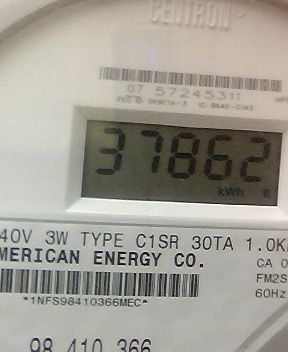 CENTRON®
07 57245311
37862
kWh
40V 3W TYPE C1SR 30TA 1.0K
MERICAN ENERGY CO.
CA 0
FM2S
60Hz
*1NFS98410366MEC*
98 410 366